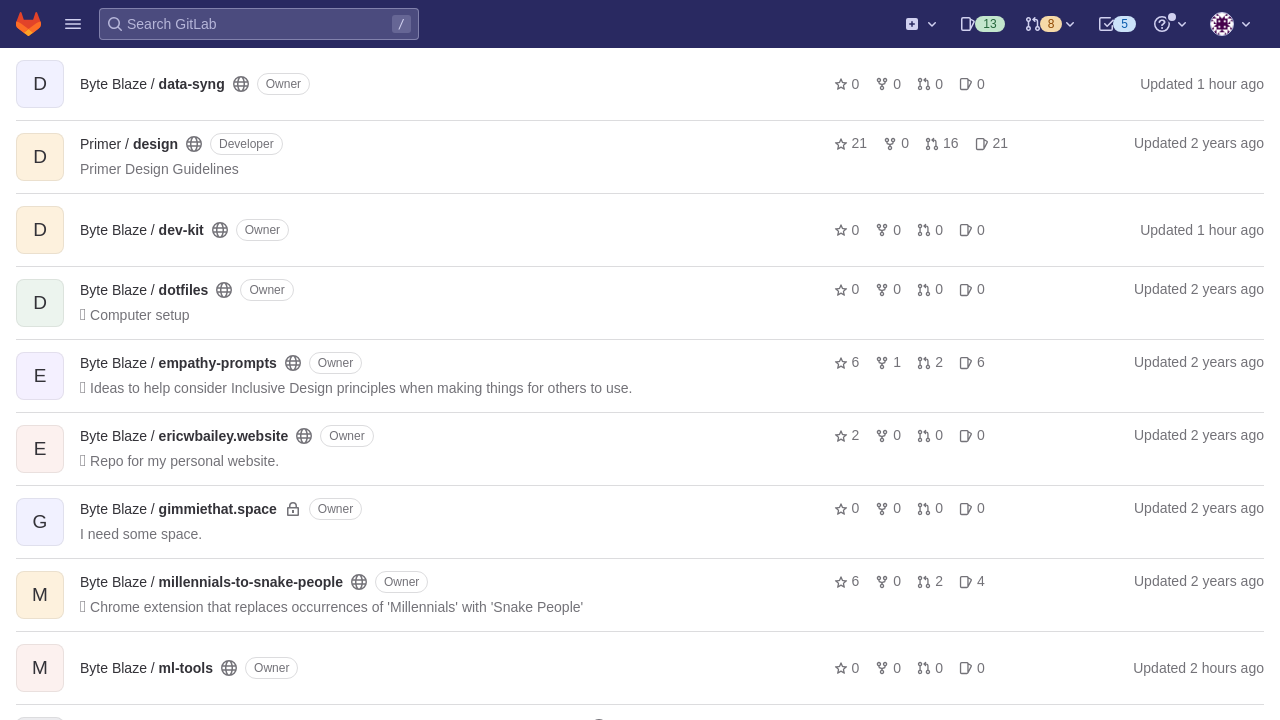 Search GitLab / 13 8 5
D Byte Blaze / data-syng Owner 0 0 0 0 Updated 1 hour ago
D Primer / design Developer 21 0 16 21 Updated 2 years ago
Primer Design Guidelines
D Byte Blaze / dev-kit Owner 0 0 0 0 Updated 1 hour ago
D Byte Blaze / dotfiles Owner 0 0 0 0 Updated 2 years ago
Computer setup
E Byte Blaze / empathy-prompts Owner 6 1 2 6 Updated 2 years ago
Ideas to help consider Inclusive Design principles when making things for others to use.
E Byte Blaze / ericwbailey.website Owner 2 0 0 0 Updated 2 years ago
Repo for my personal website.
G Byte Blaze / gimmiethat.space Owner 0 0 0 0 Updated 2 years ago
I need some space.
M Byte Blaze / millennials-to-snake-people Owner 6 0 2 4 Updated 2 years ago
Chrome extension that replaces occurrences of 'Millennials' with 'Snake People'
M Byte Blaze / ml-tools Owner 0 0 0 0 Updated 2 hours ago